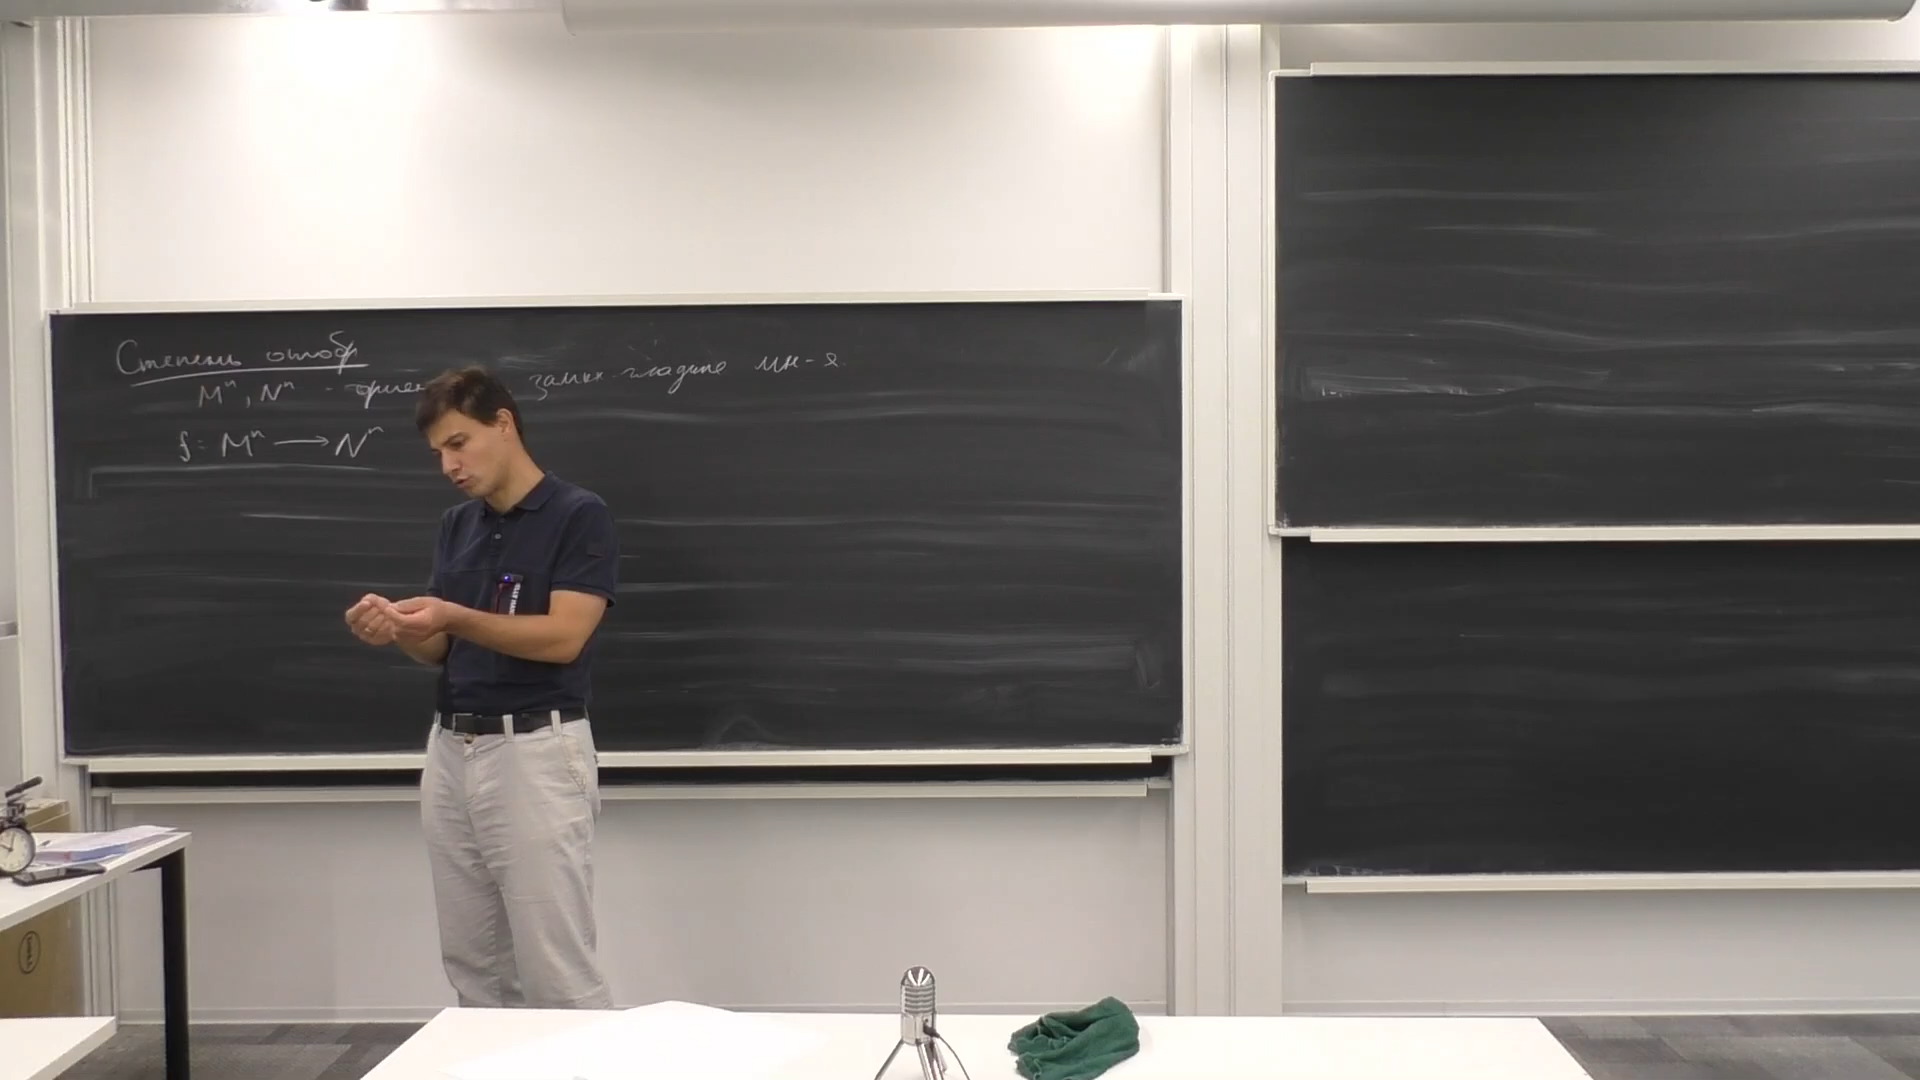 Степень отобр
Mⁿ, Nⁿ - ориен замкн. гладкие мн-я.
f: Mⁿ → Nⁿ